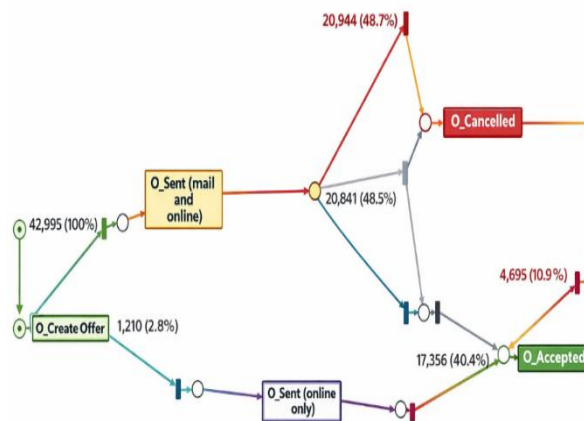 20,944 (48.7%)
O_Cancelled
O_Sent (mail
and
online)
20,841 (48.5%)
42,995 (100%)
4,695 (10.9%)
O_Create Offer
1,210 (2.8%)
17,356 (40.4%)
O_Accepted
O_Sent (online
only)